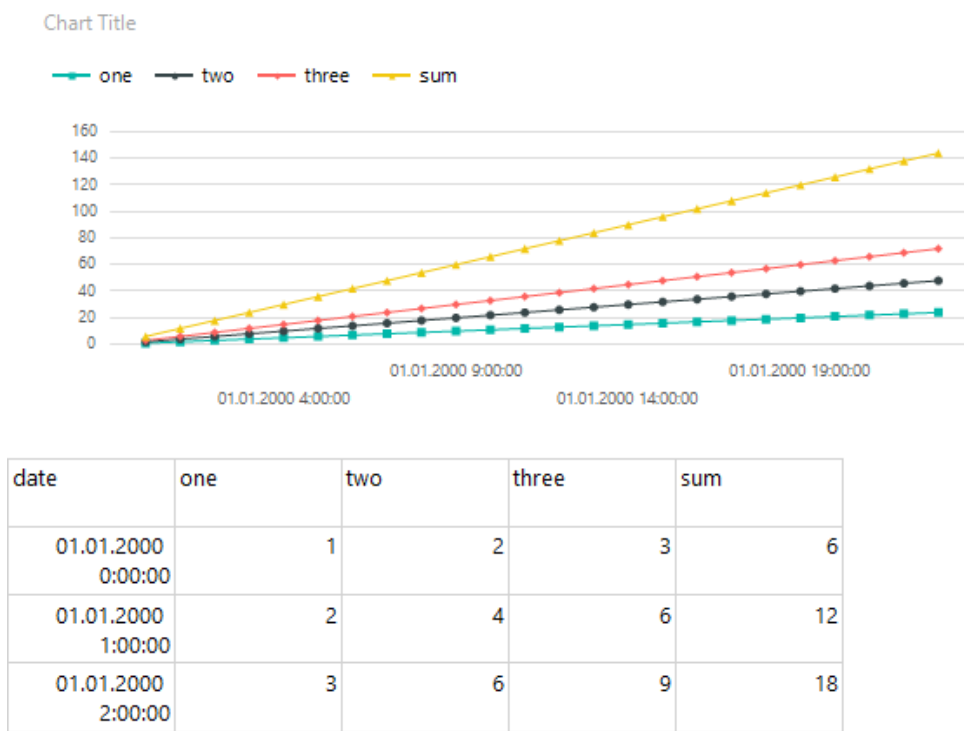 Chart Title
one two three sum
160
140
120
100
80
60
40
20
0
01.01.2000 9:00:00 01.01.2000 19:00:00
01.01.2000 4:00:00 01.01.2000 14:00:00
date one two three sum
01.01.2000 1 2 3 6
0:00:00
01.01.2000 2 4 6 12
1:00:00
01.01.2000 3 6 9 18
2:00:00